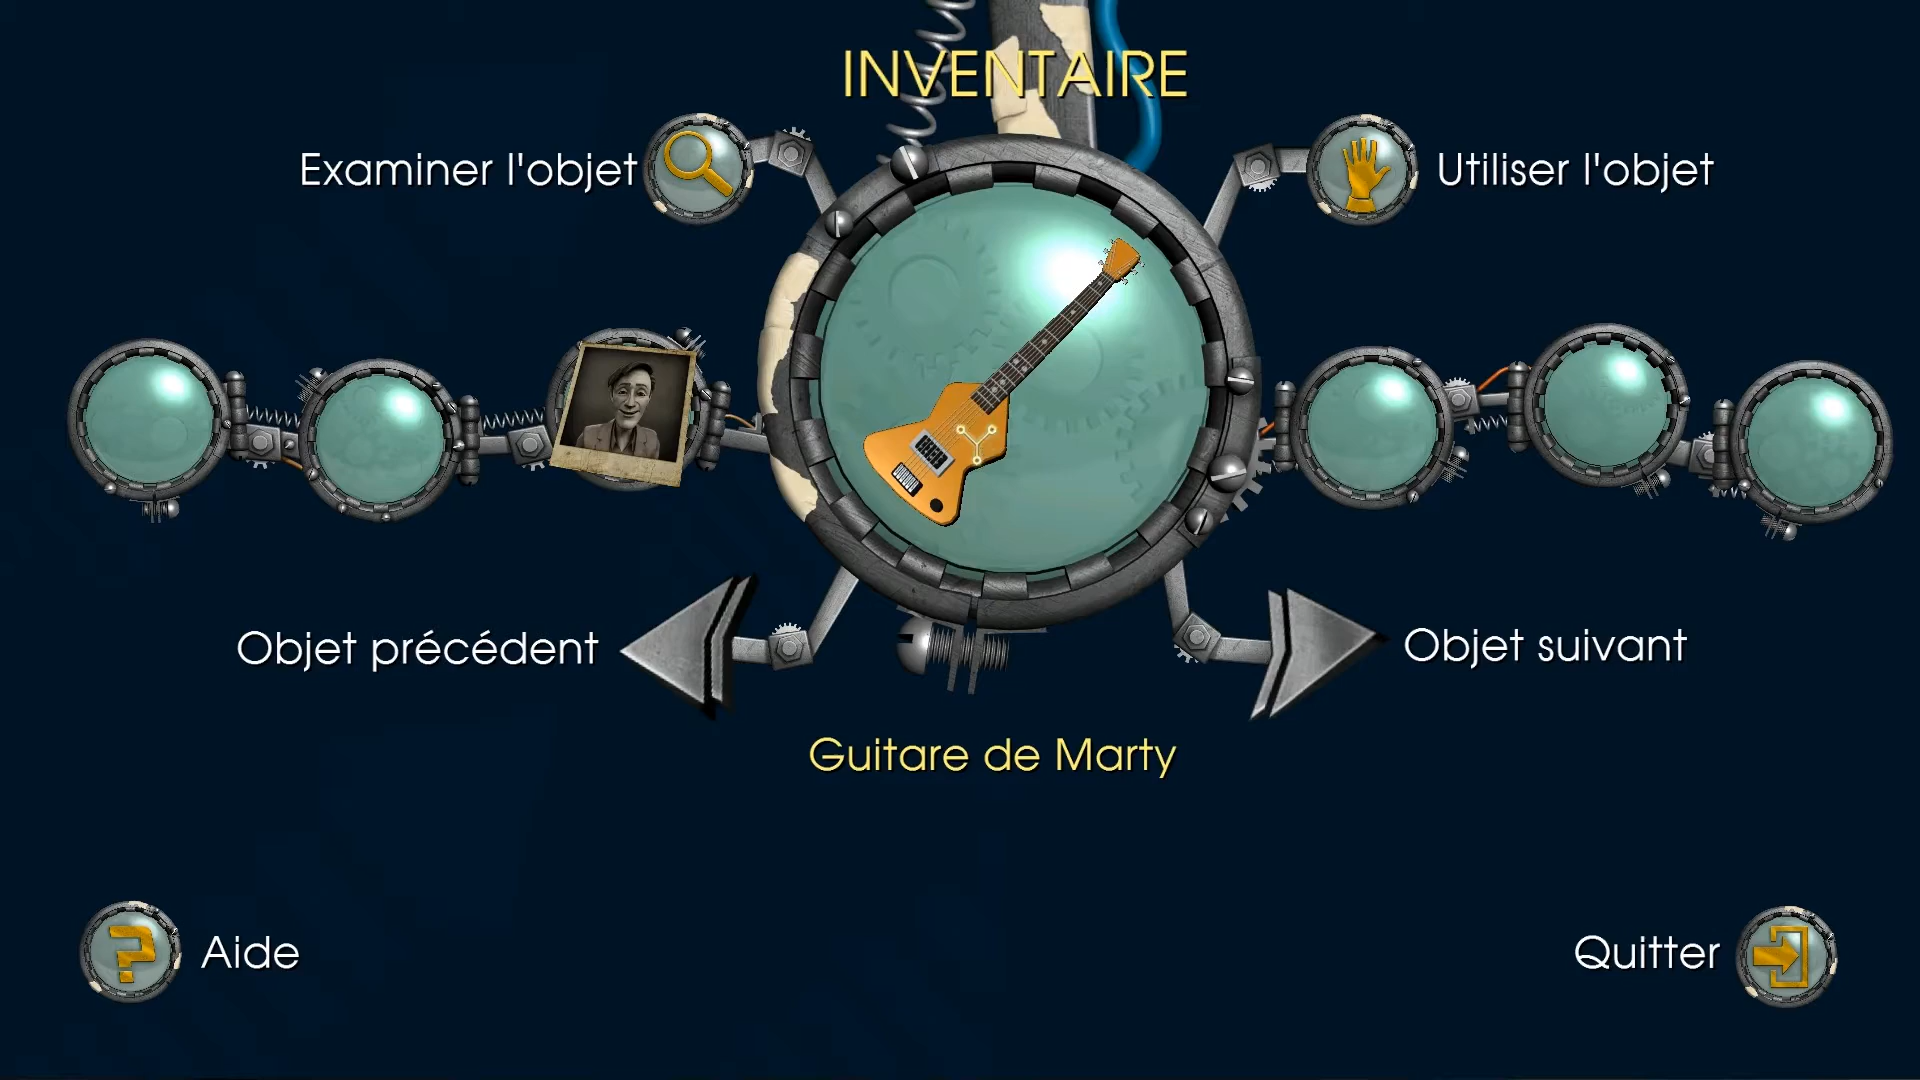 INVENTAIRE
Examiner l'objet
Utiliser l'objet
Objet précédent
Objet suivant
Guitare de Marty
Aide
Quitter